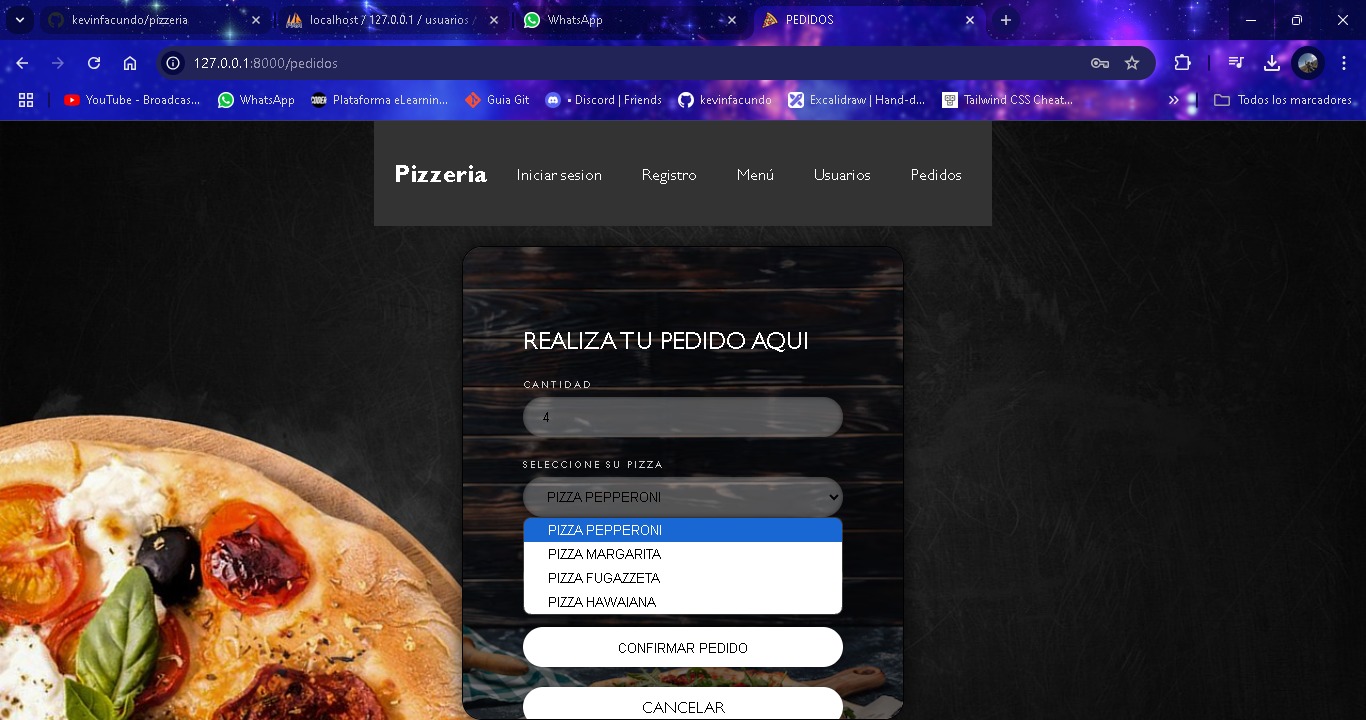 kevinfacundo/pizzeria
localhost / 127.0.0.1 / usuarios /
WhatsApp
PEDIDOS
127.0.0.1:8000/pedidos
YouTube - Broadcas...
WhatsApp
CODER
Plataforma eLearnin...
Guia Git
• Discord | Friends
kevinfacundo
Excalidraw | Hand-d...
Tailwind CSS Cheat...
Todos los marcadores
Pizzeria
Iniciar sesion
Registro
Menú
Usuarios
Pedidos
REALIZA TU PEDIDO AQUI
CANTIDAD
4
SELECCIONE SU PIZZA
PIZZA PEPPERONI
PIZZA PEPPERONI
PIZZA MARGARITA
PIZZA FUGAZZETA
PIZZA HAWAIANA
CONFIRMAR PEDIDO
CANCELAR